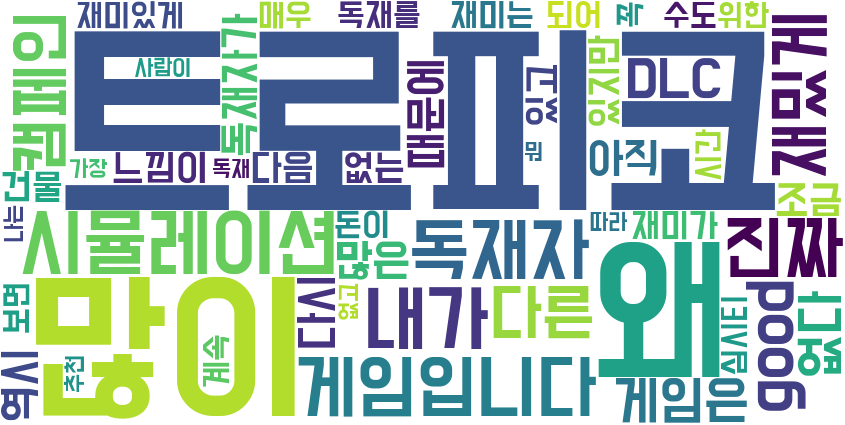 재미있게 매우 독재를 재미는 되어 꼭 수도 위한
캠페인 트로피코 사람이 독재자가 때문에 있고 있지만 DLC 재밌게
가장 느낌이 독재 다음 없는 뭐 아직 시간
건물 조금
나는 시뮬레이션 돈이 많은 독재자 따라 재미가 진짜
보면 많이 다시 없고 내가 다른 왜 심시티 good 없다
역시 추천 계속 게임입니다 게임은